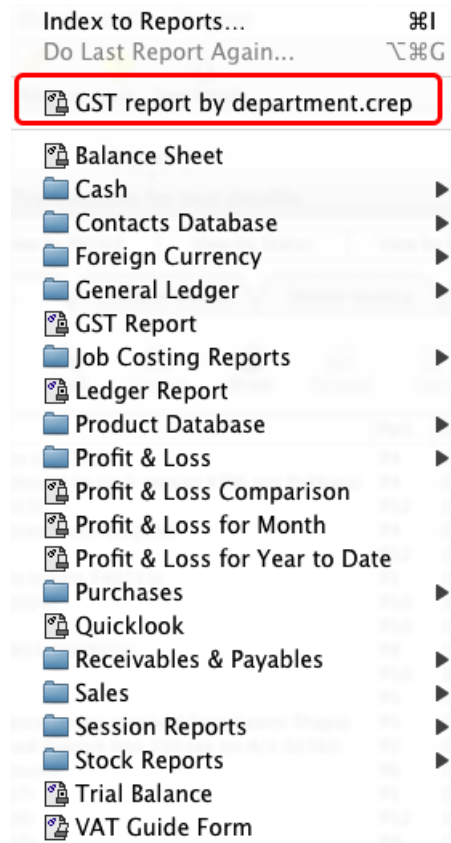 Index to Reports... ⌘I
Do Last Report Again... ⌥⌘G
GST report by department.crep
Balance Sheet
Cash
Contacts Database
Foreign Currency
General Ledger
GST Report
Job Costing Reports
Ledger Report
Product Database
Profit & Loss
Profit & Loss Comparison
Profit & Loss for Month
Profit & Loss for Year to Date
Purchases
Quicklook
Receivables & Payables
Sales
Session Reports
Stock Reports
Trial Balance
VAT Guide Form